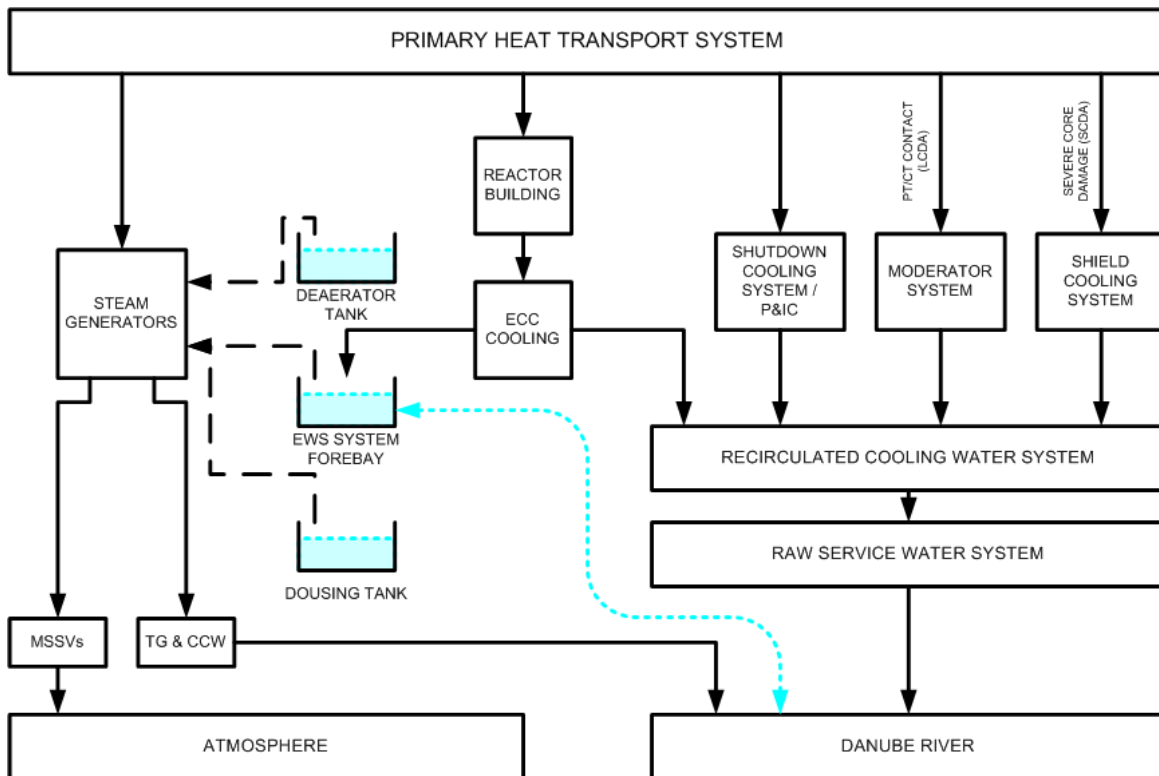 PRIMARY HEAT TRANSPORT SYSTEM
PT/CT CONTACT
(LCDA)
SEVERE CORE
DAMAGE (SCDA)
REACTOR
BUILDING
STEAM
GENERATORS
DEAERATOR
TANK
ECC
COOLING
SHUTDOWN
COOLING
SYSTEM /
P&IC
MODERATOR
SYSTEM
SHIELD
COOLING
SYSTEM
EWS SYSTEM
FOREBAY
RECIRCULATED COOLING WATER SYSTEM
RAW SERVICE WATER SYSTEM
DOUSING TANK
MSSVs
TG & CCW
ATMOSPHERE
DANUBE RIVER